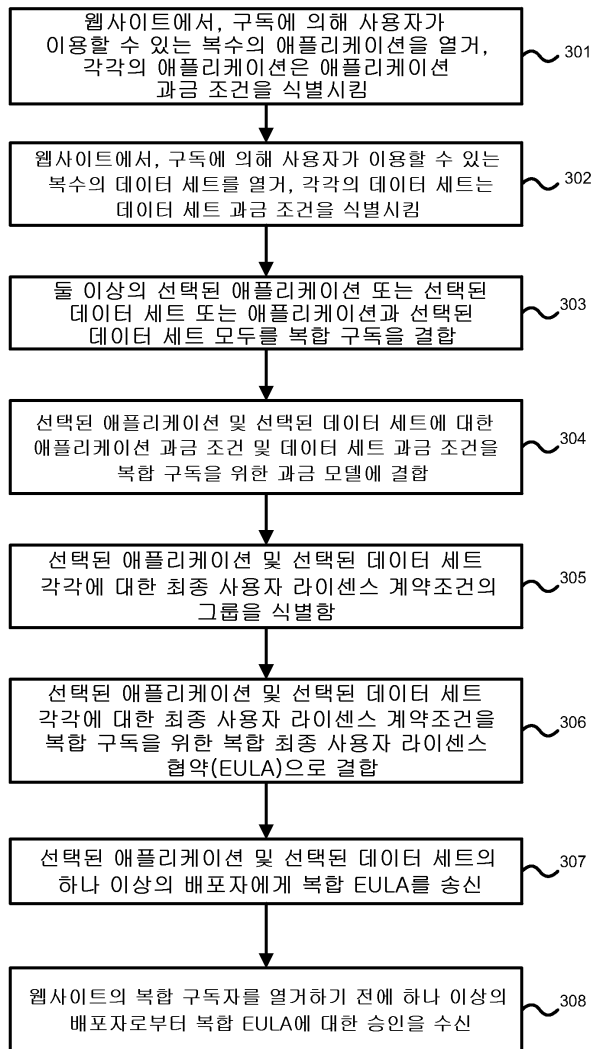 웹사이트에서, 구독에 의해 사용자가
이용할 수 있는 복수의 애플리케이션을 열거,
각각의 애플리케이션은 애플리케이션
과금 조건을 식별시킴
301
웹사이트에서, 구독에 의해 사용자가 이용할 수 있는
복수의 데이터 세트를 열거, 각각의 데이터 세트는
데이터 세트 과금 조건을 식별시킴
302
둘 이상의 선택된 애플리케이션 또는 선택된
데이터 세트 또는 애플리케이션과 선택된
데이터 세트 모두를 복합 구독을 결합
303
선택된 애플리케이션 및 선택된 데이터 세트에 대한
애플리케이션 과금 조건 및 데이터 세트 과금 조건을
복합 구독을 위한 과금 모델에 결합
304
선택된 애플리케이션 및 선택된 데이터 세트
각각에 대한 최종 사용자 라이센스 계약조건의
그룹을 식별함
305
선택된 애플리케이션 및 선택된 데이터 세트
각각에 대한 최종 사용자 라이센스 계약조건을
복합 구독을 위한 복합 최종 사용자 라이센스
협약(EULA)으로 결합
306
선택된 애플리케이션 및 선택된 데이터 세트의
하나 이상의 배포자에게 복합 EULA를 송신
307
웹사이트의 복합 구독자를 열거하기 전에 하나 이상의
배포자로부터 복합 EULA에 대한 승인을 수신
308